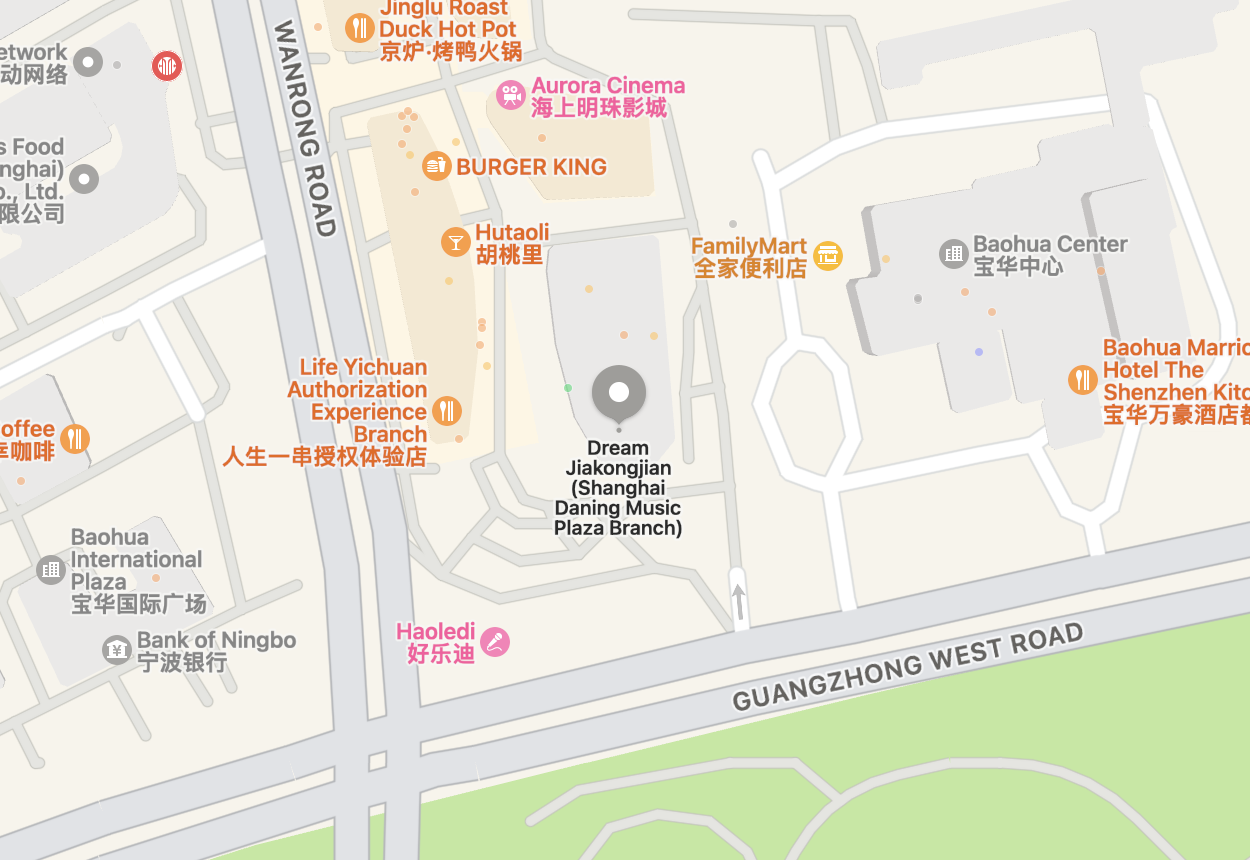 Jinglu Roast
Duck Hot Pot
京炉·烤鸭火锅
etwork
动网络
WANRONG ROAD
Aurora Cinema
海上明珠影城
s Food
nghai)
o., Ltd.
限公司
BURGER KING
Hutaoli
胡桃里
FamilyMart
全家便利店
Baohua Center
宝华中心
Life Yichuan
Authorization
Experience
Branch
人生一串授权体验店
Baohua Marrio
Hotel The
Shenzhen Kitc
宝华万豪酒店都
offee
幸咖啡
Dream
Jiakongjian
(Shanghai
Daning Music
Plaza Branch)
Baohua
International
Plaza
宝华国际广场
Bank of Ningbo
宁波银行
Haoledi
好乐迪
GUANGZHONG WEST ROAD